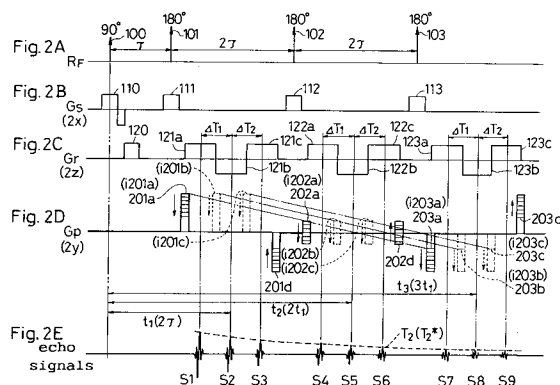 Fig.2A
90° 100
180° 101
180° 102
180° 103
τ
2τ
2τ
RF
Fig.2B
110
111
112
113
Gs
(2x)
Fig.2C
120
121a
ΔT1
ΔT2
121c
122a
ΔT1
ΔT2
122c
123a
ΔT1
ΔT2
123c
Gr
(2z)
121b
122b
123b
(i201b)
(i201a)
201a
(i202a)
202a
(i203a)
203a
203d
Fig.2D
Gp
(2y)
(i201c)
(i202b)
(i202c)
202d
(i203c)
203c
(i203b)
203b
201d
t3(3t1)
t1(2τ)
t2(2t1)
T2(T2*)
Fig.2E
echo
signals
S1
S2
S3
S4
S5
S6
S7
S8
S9